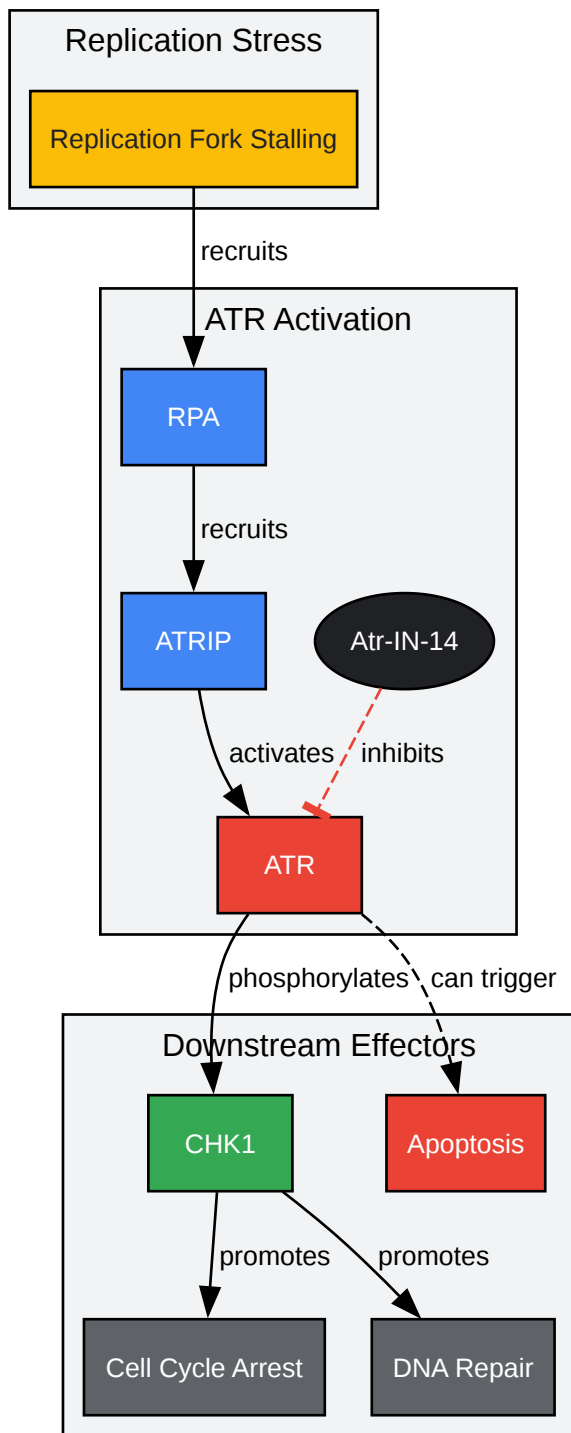 Replication Stress
Replication Fork Stalling
recruits
ATR Activation
RPA
recruits
ATRIP
Atr-IN-14
activates
inhibits
ATR
phosphorylates
can trigger
Downstream Effectors
CHK1
Apoptosis
promotes
promotes
Cell Cycle Arrest
DNA Repair